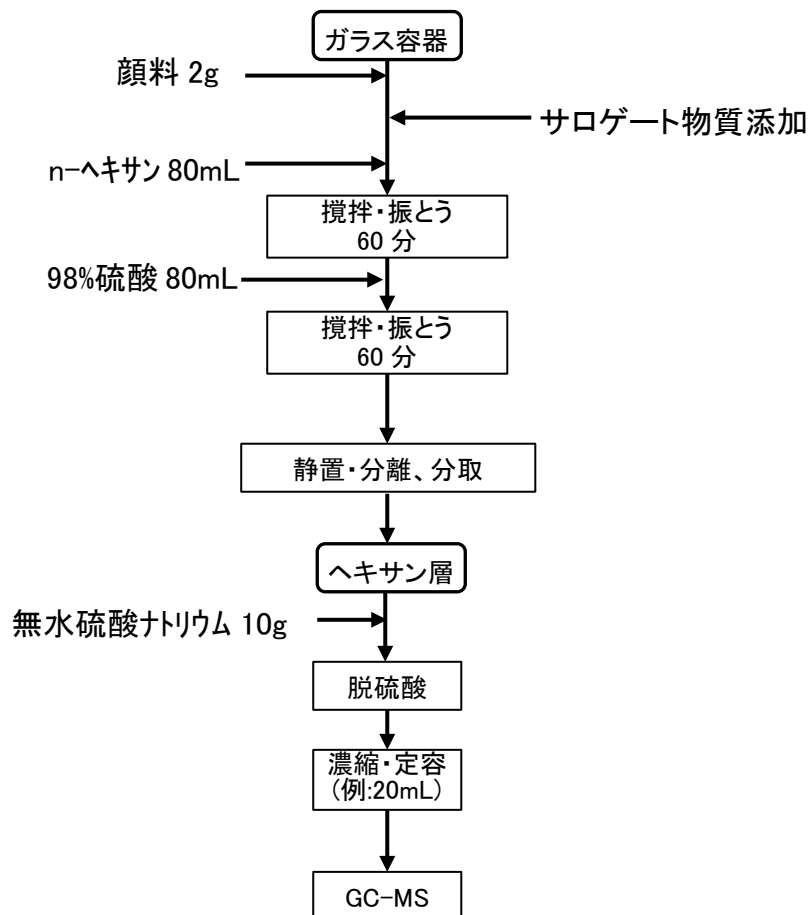 ガラス容器
顔料 2g
サロゲート物質添加
n-ヘキサン 80mL
撹拌・振とう
60 分
98%硫酸 80mL
撹拌・振とう
60 分
静置・分離、分取
ヘキサン層
無水硫酸ナトリウム 10g
脱硫酸
濃縮・定容
(例:20mL)
GC-MS